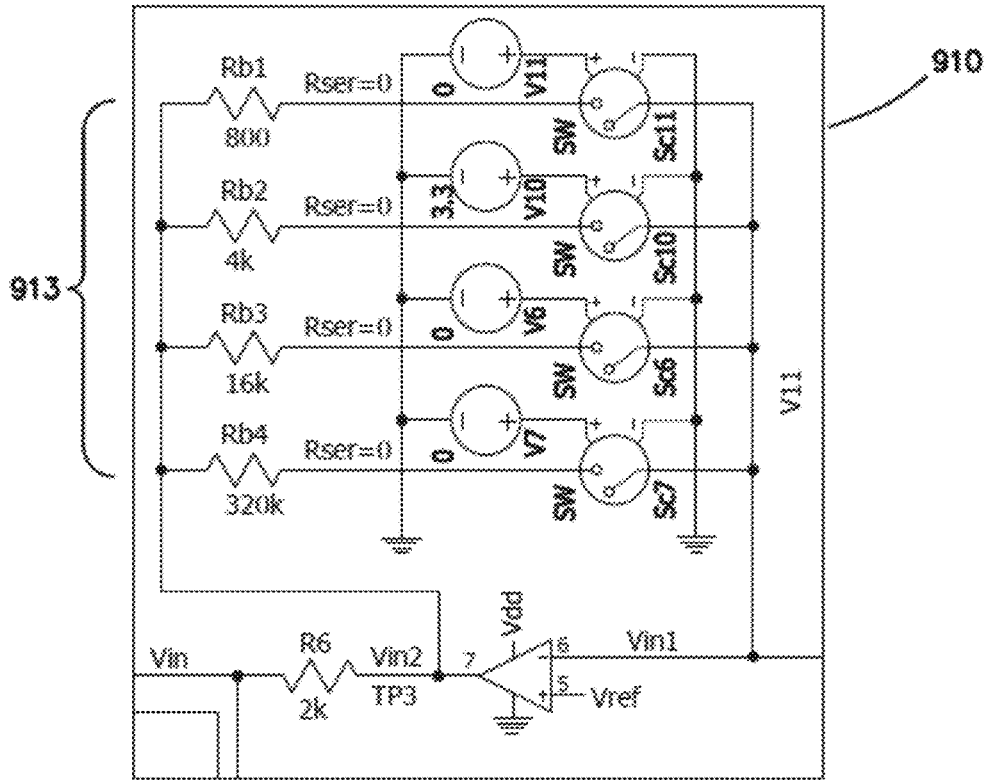 910
913
Rb1
800
Rser=0
0
V11
SW
Sc11
Rb2
4k
Rser=0
3.3
V10
SW
Sc10
Rb3
16k
Rser=0
0
V6
SW
Sc6
Rb4
320k
Rser=0
0
V7
SW
Sc7
V11
Vin
R6
2k
Vin2
TP3
7
Vdd
6
5
Vin1
Vref